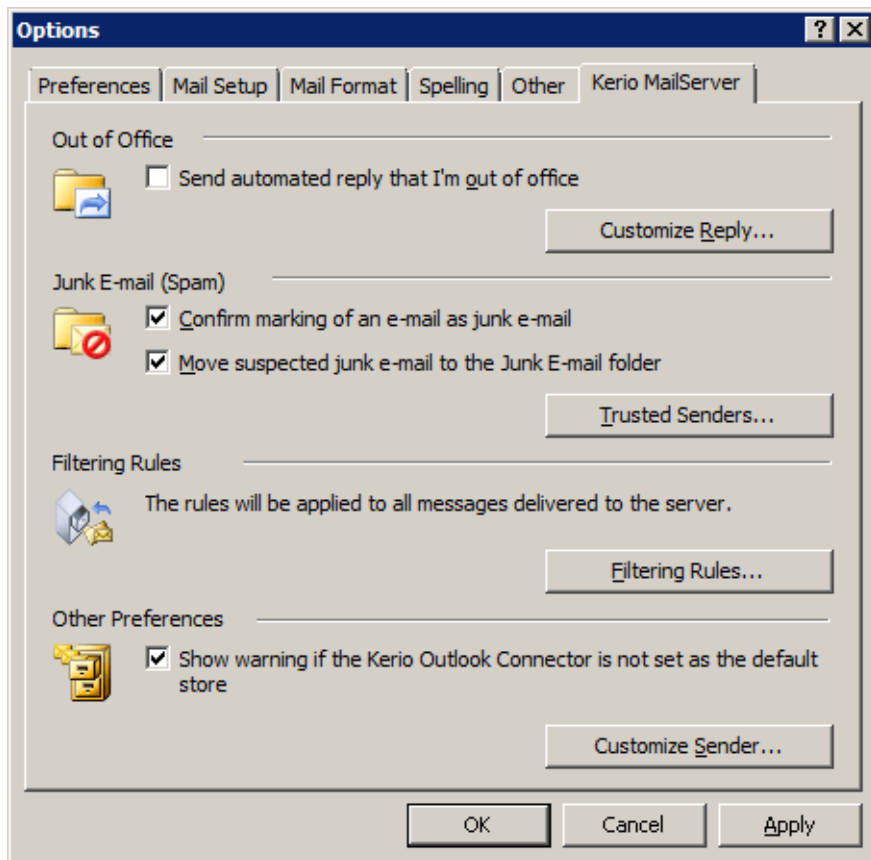 Options
Preferences Mail Setup Mail Format Spelling Other Kerio MailServer
Out of Office
Send automated reply that I'm out of office
Customize Reply...
Junk E-mail (Spam)
Confirm marking of an e-mail as junk e-mail
Move suspected junk e-mail to the Junk E-mail folder
Trusted Senders...
Filtering Rules
The rules will be applied to all messages delivered to the server.
Filtering Rules...
Other Preferences
Show warning if the Kerio Outlook Connector is not set as the default
store
Customize Sender...
OK Cancel Apply